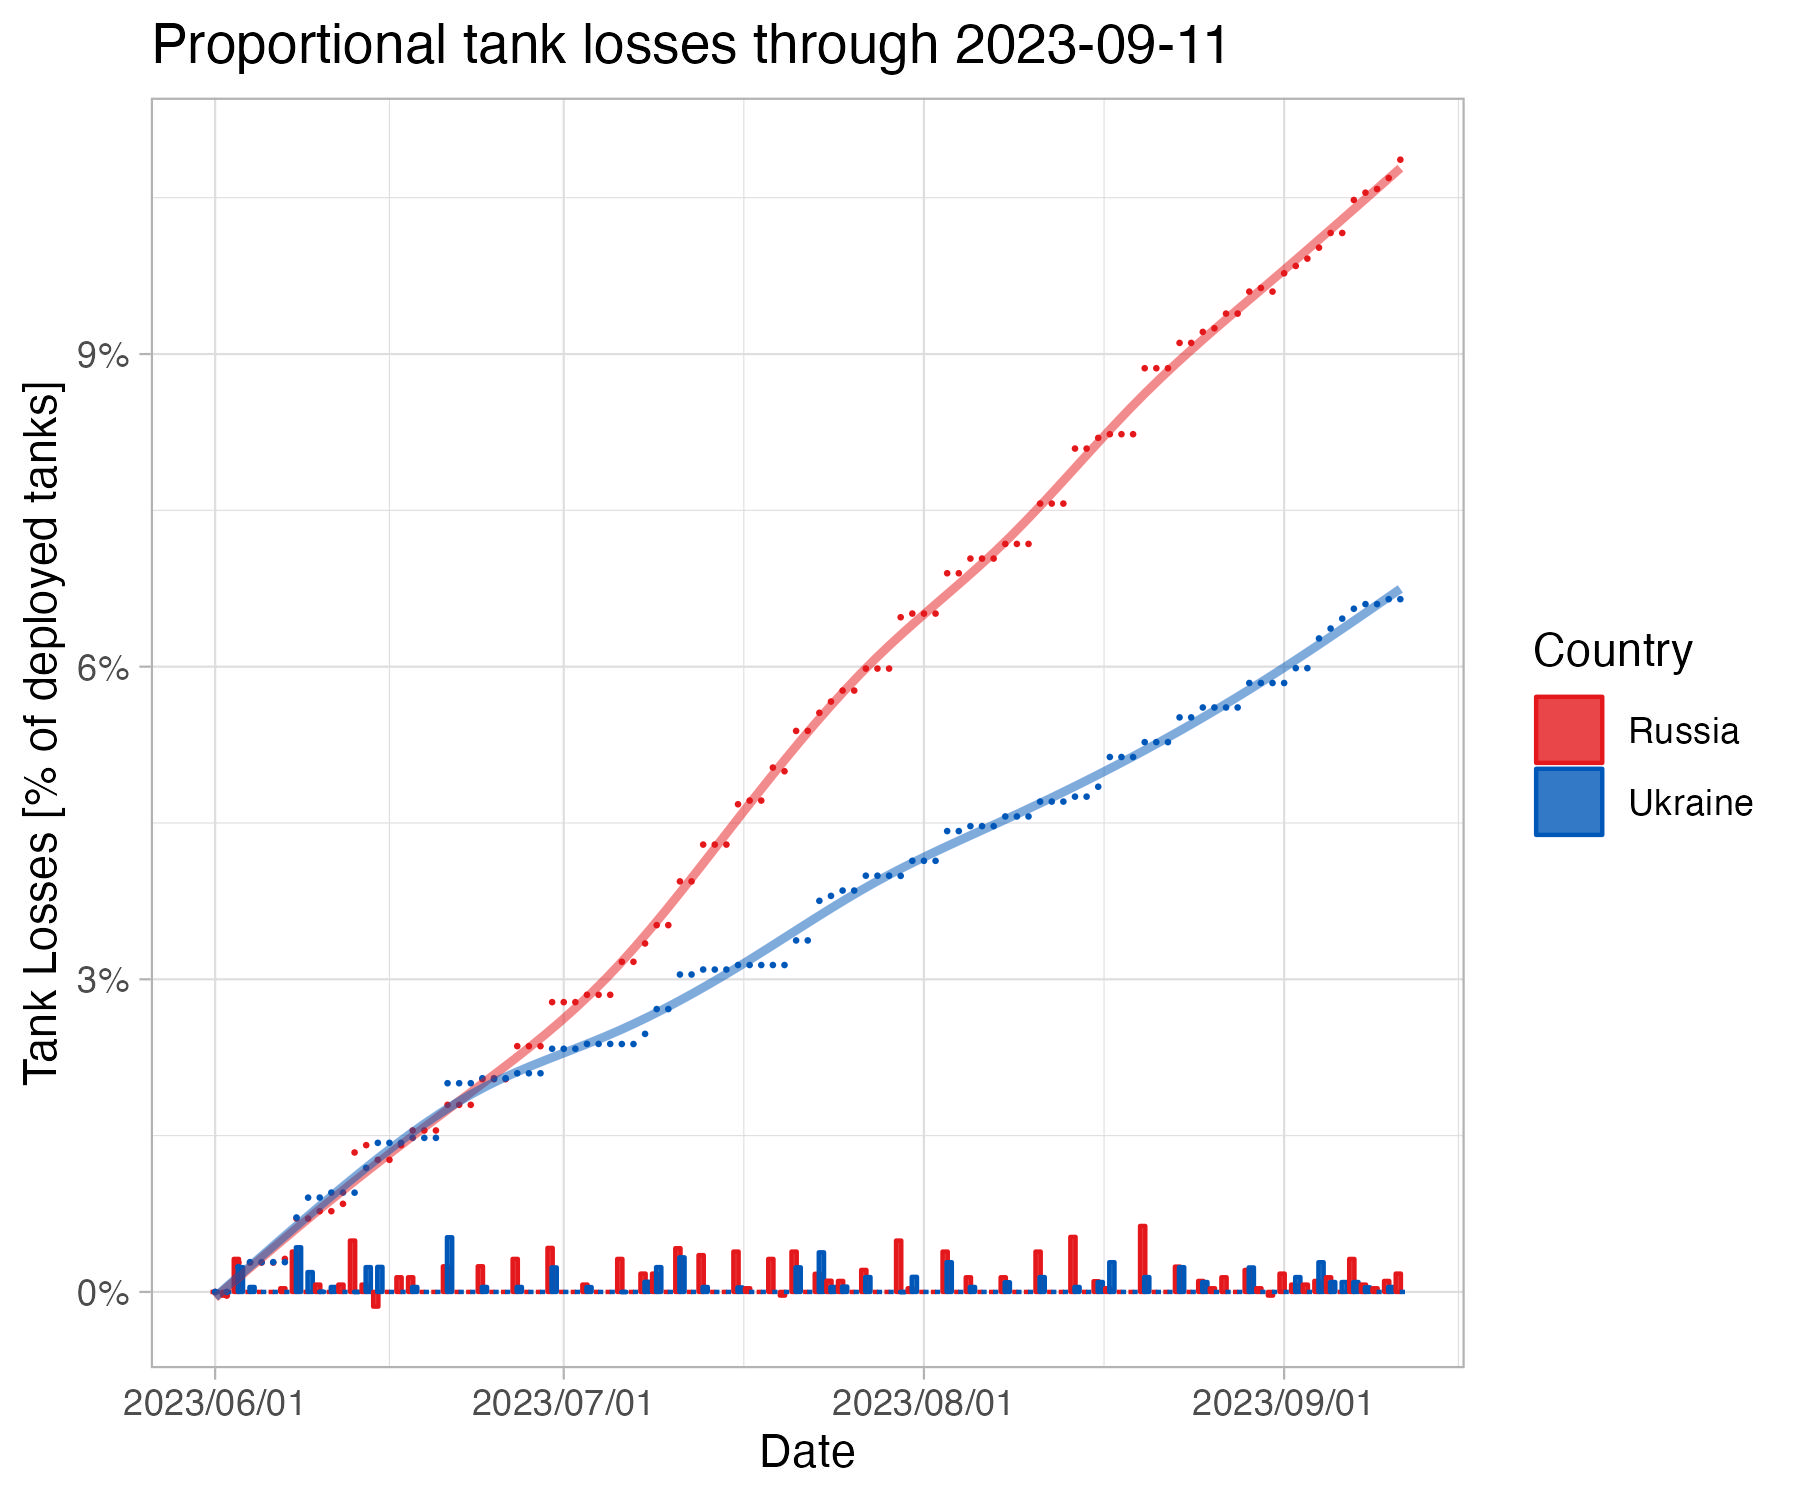 Proportional tank losses through 2023-09-11
Tank Losses [% of deployed tanks]
9%
6%
3%
0%
2023/06/01
2023/07/01
2023/08/01
2023/09/01
Date
Country
Russia
Ukraine